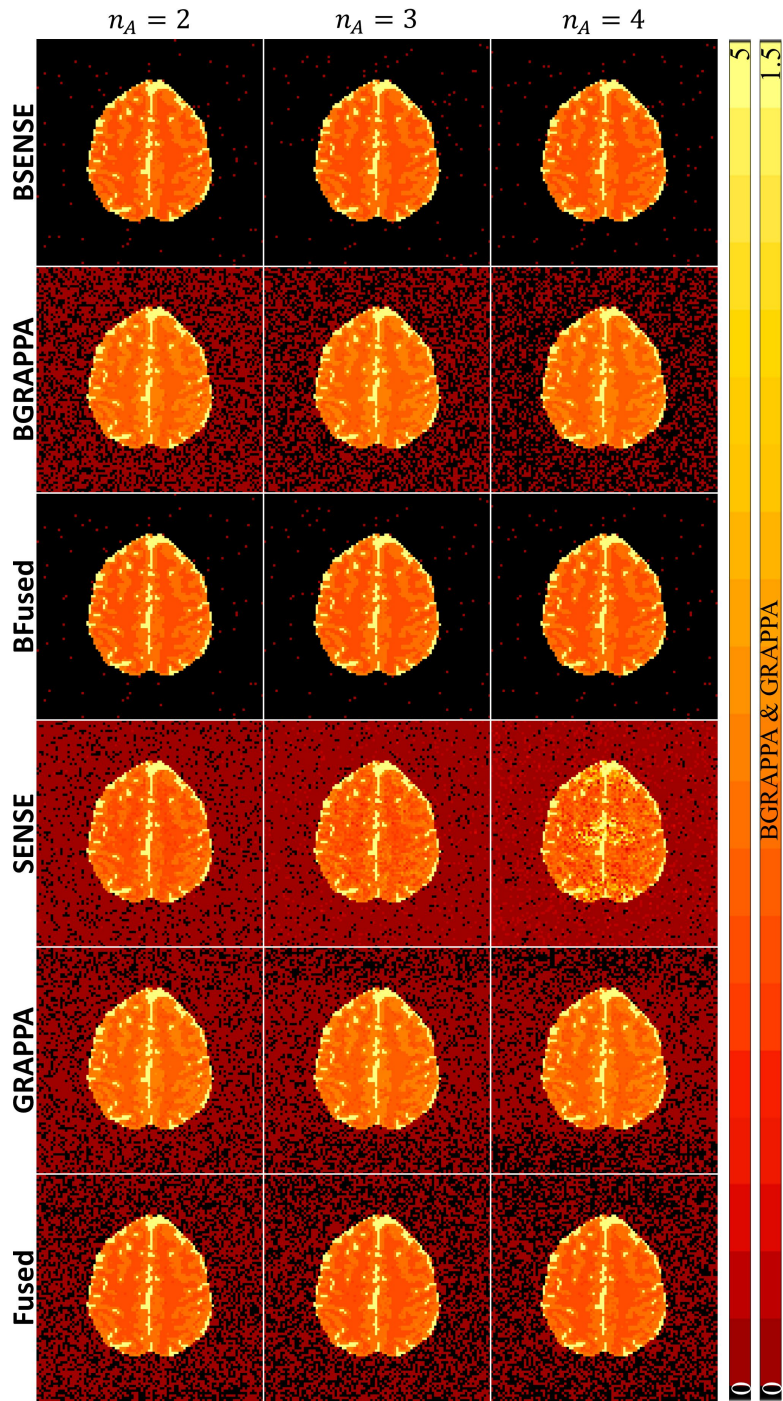 n_A = 2
n_A = 3
n_A = 4
BSENSE
BGRAPPA
BFused
SENSE
GRAPPA
Fused
5
0
1.5
BGRAPPA & GRAPPA
0